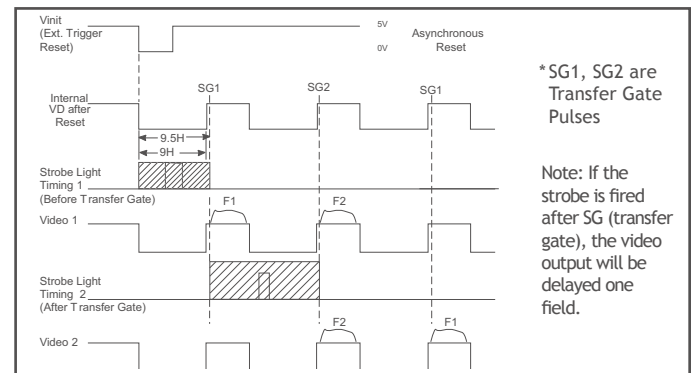 Vinit
(Ext. Trigger
Reset)
5V
0V
Asynchronous
Reset
SG1
SG2
SG1
Internal
VD after
Reset
9.5H
9H
Strobe Light
Timing 1
(Before Transfer Gate)
F1
F2
Video 1
Strobe Light
Timing 2
(After Transfer Gate)
F2
F1
Video 2
*SG1, SG2 are
Transfer Gate
Pulses
Note: If the
strobe is fired
after SG (transfer
gate), the video
output will be
delayed one
field.